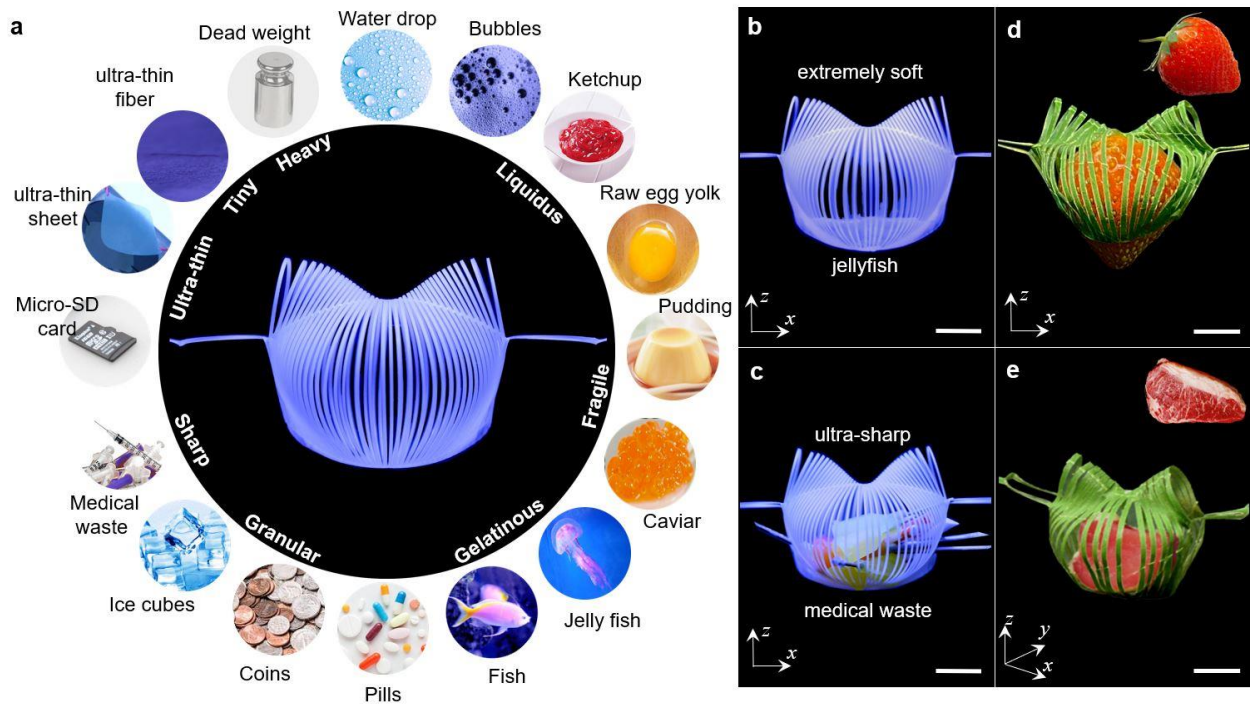 a
Water drop
Dead weight
Bubbles
ultra-thin
fiber
Ketchup
Heavy
Tiny
Liquidus
ultra-thin
sheet
Raw egg yolk
Ultra-thin
Micro-SD
card
Pudding
Fragile
Sharp
Medical
waste
Caviar
Granular
Gelatinous
Ice cubes
Jelly fish
Coins
Pills
Fish
b
extremely soft
jellyfish
z
x
d
z
x
c
ultra-sharp
medical waste
z
x
e
z
y
x